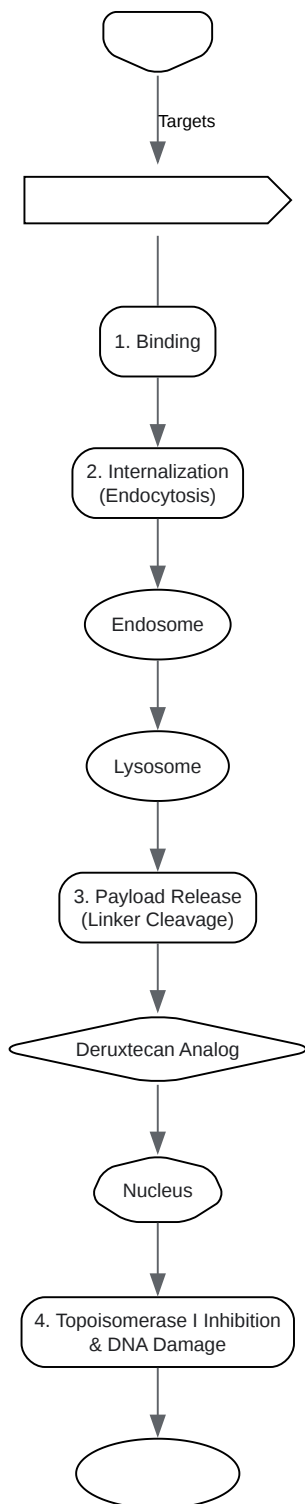 Targets
1. Binding
2. Internalization
(Endocytosis)
Endosome
Lysosome
3. Payload Release
(Linker Cleavage)
Deruxtecan Analog
Nucleus
4. Topoisomerase I Inhibition
& DNA Damage